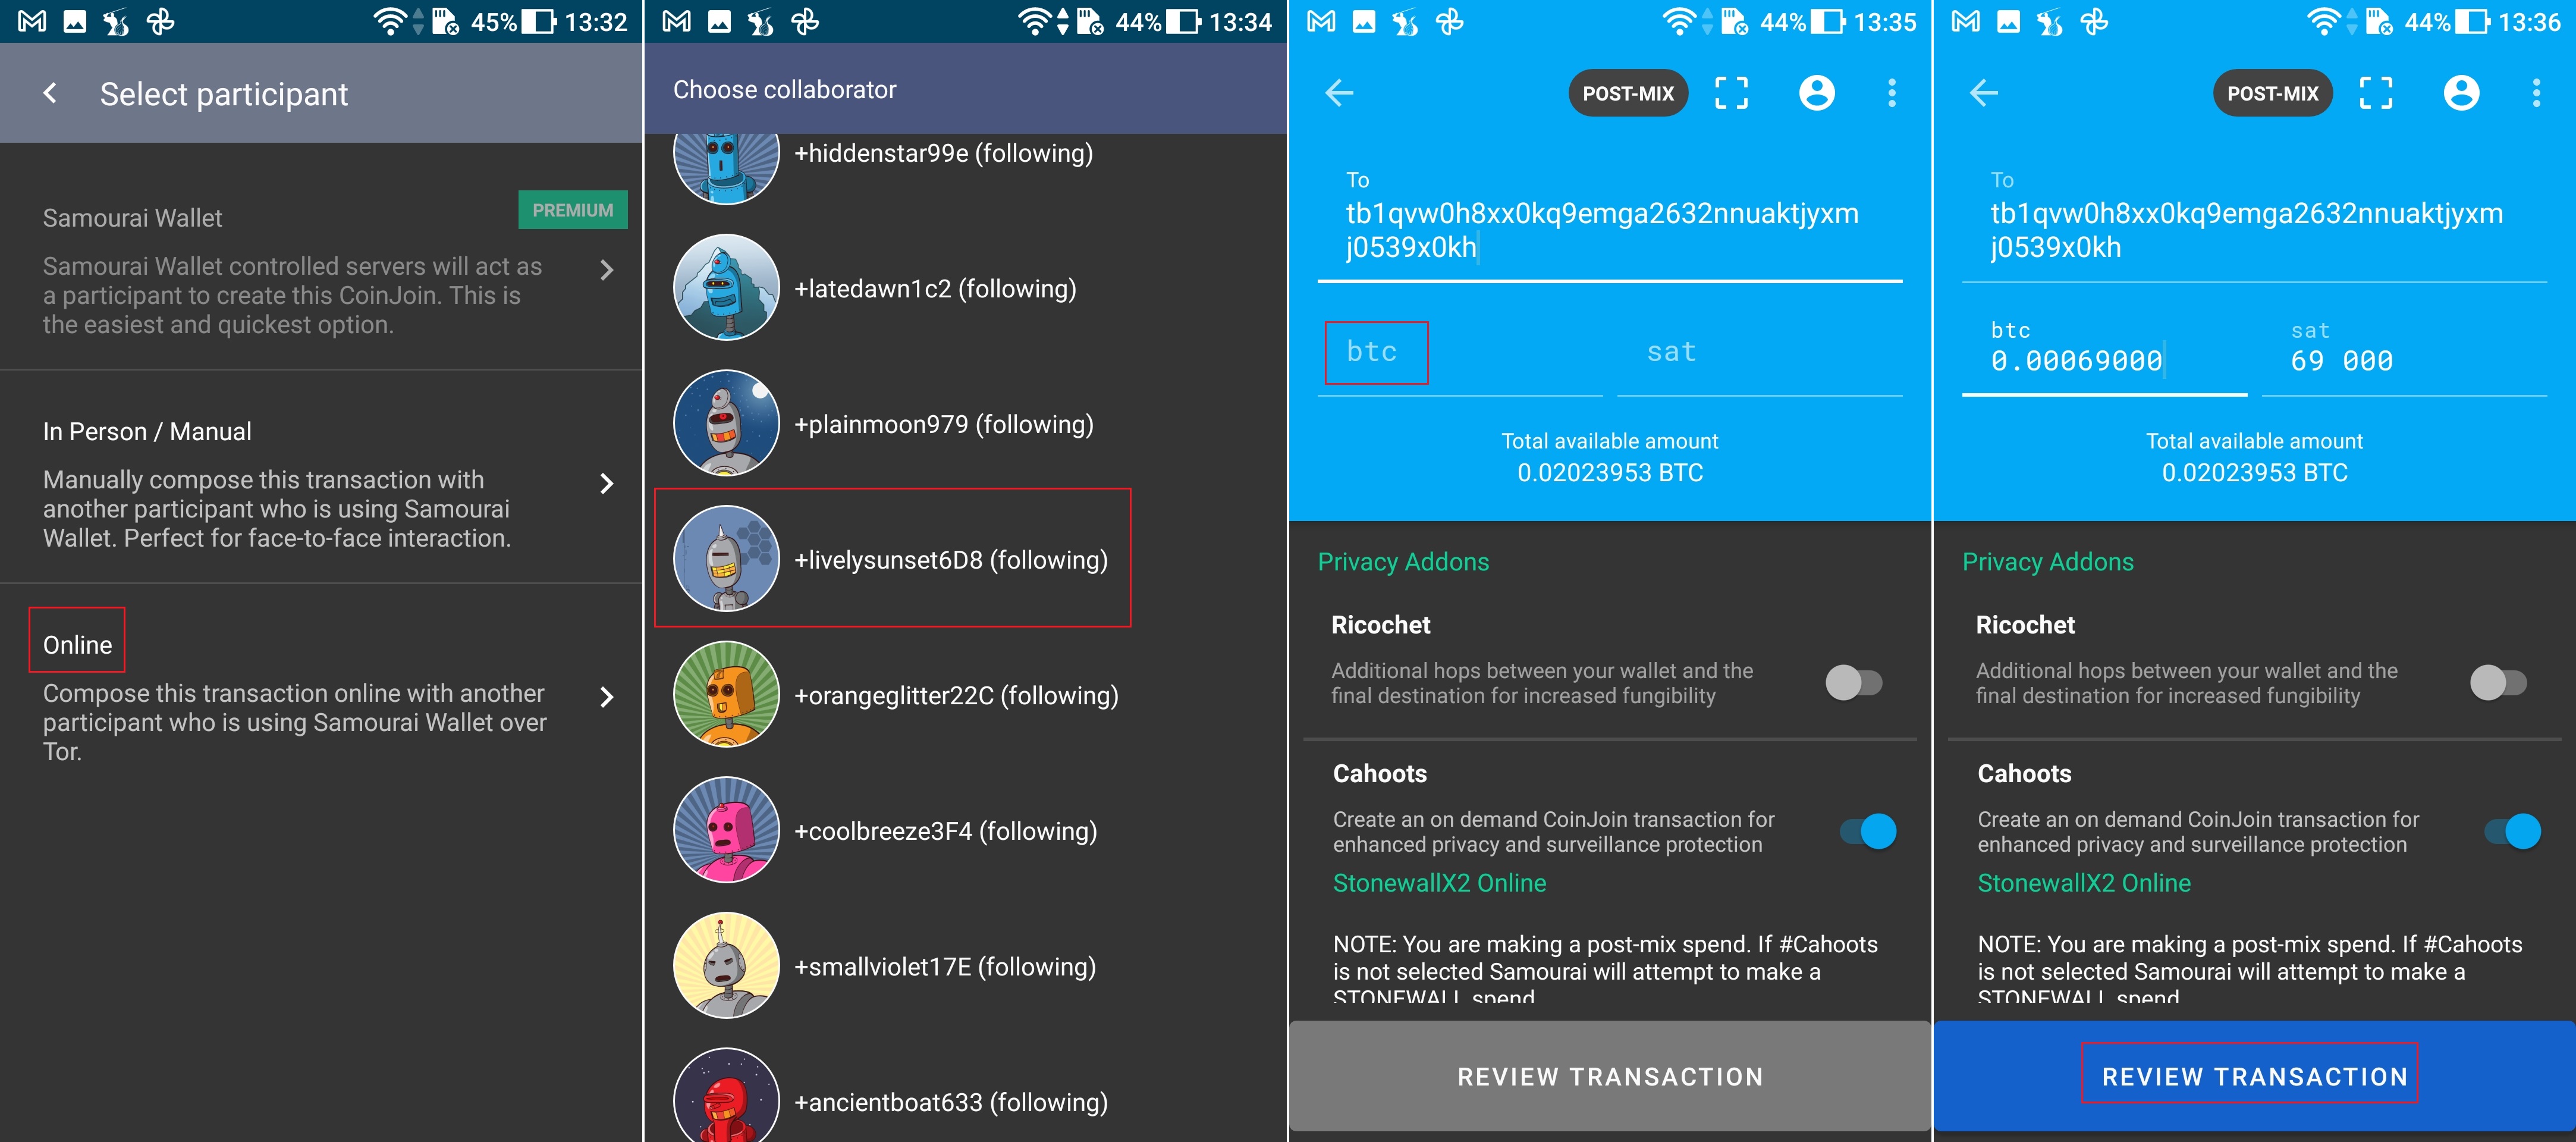 45% 13:32
Select participant
Samourai Wallet
PREMIUM
Samourai Wallet controlled servers will act as
a participant to create this CoinJoin. This is
the easiest and quickest option.
In Person / Manual
Manually compose this transaction with
another participant who is using Samourai
Wallet. Perfect for face-to-face interaction.
Online
Compose this transaction online with another
participant who is using Samourai Wallet over
Tor.
44% 13:34
Choose collaborator
+hiddenstar99e (following)
+latedawn1c2 (following)
+plainmoon979 (following)
+livelysunset6D8 (following)
+orangeglitter22C (following)
+coolbreeze3F4 (following)
+smallviolet17E (following)
+ancientboat633 (following)
44% 13:35
POST-MIX
To
tb1qvw0h8xx0kq9emga2632nnuaktjyxm
j0539x0kh
btc sat
Total available amount
0.02023953 BTC
Privacy Addons
Ricochet
Additional hops between your wallet and the
final destination for increased fungibility
Cahoots
Create an on demand CoinJoin transaction for
enhanced privacy and surveillance protection
StonewallX2 Online
NOTE: You are making a post-mix spend. If #Cahoots
is not selected Samourai will attempt to make a
STONEWALL spend
REVIEW TRANSACTION
44% 13:36
POST-MIX
To
tb1qvw0h8xx0kq9emga2632nnuaktjyxm
j0539x0kh
btc sat
0.00069000 69 000
Total available amount
0.02023953 BTC
Privacy Addons
Ricochet
Additional hops between your wallet and the
final destination for increased fungibility
Cahoots
Create an on demand CoinJoin transaction for
enhanced privacy and surveillance protection
StonewallX2 Online
NOTE: You are making a post-mix spend. If #Cahoots
is not selected Samourai will attempt to make a
STONEWALL spend
REVIEW TRANSACTION